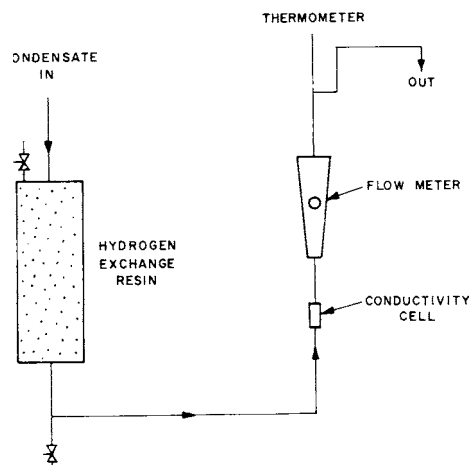 THERMOMETER
ONDENSATE
IN
OUT
FLOW METER
HYDROGEN
EXCHANGE
RESIN
CONDUCTIVITY
CELL